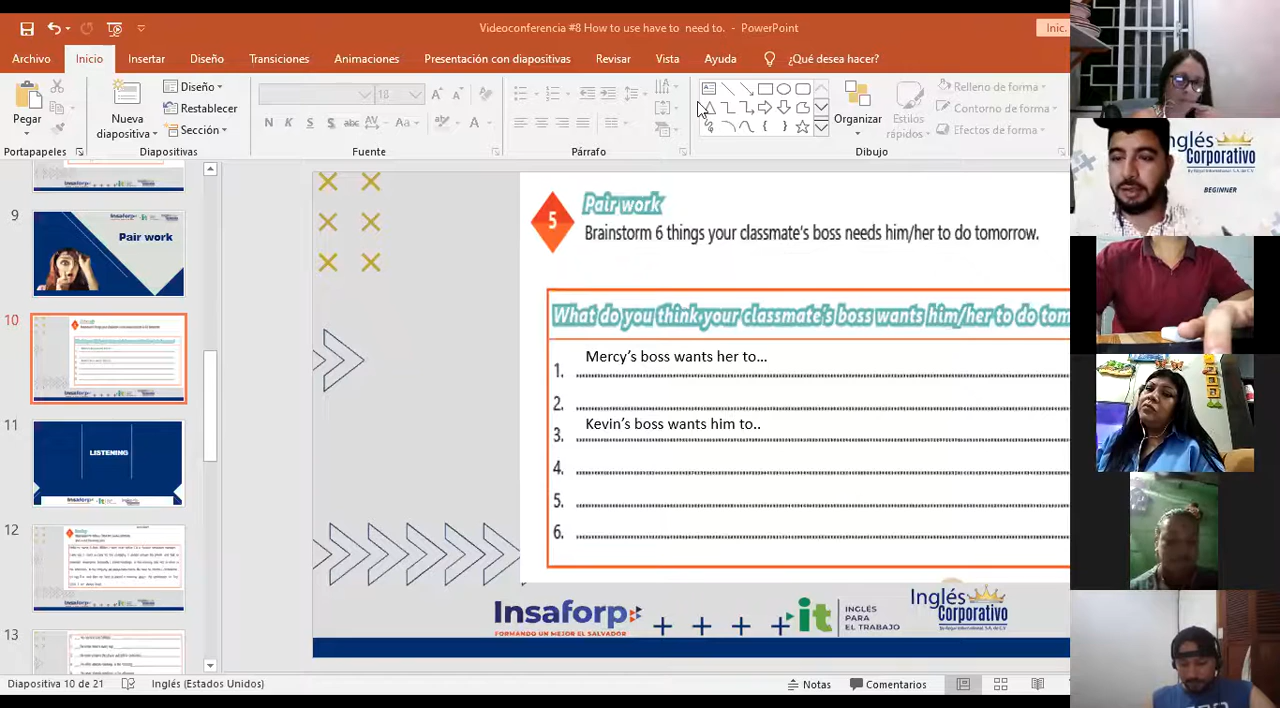 Videoconferencia #8 How to use have to  need to.  -  PowerPoint
Inic.
Archivo
Inicio
Insertar
Diseño
Transiciones
Animaciones
Presentación con diapositivas
Revisar
Vista
Ayuda
¿Qué desea hacer?
Pegar
Nueva
diapositiva
Diseño
Restablecer
Sección
18
N K S S abc AV Aa A
Organizar
Estilos
rápidos
Relleno de forma
Contorno de forma
Efectos de forma
Portapapeles
Diapositivas
Fuente
Párrafo
Dibujo
9
Pair work
10
11
LISTENING
12
13
5
Pair work
Brainstorm 6 things your classmate's boss needs him/her to do tomorrow.
What do you think your classmate's boss wants him/her to do tom
1. Mercy's boss wants her to...
2.
3. Kevin's boss wants him to..
4.
5.
6.
Insaforp
FORMANDO UN MEJOR EL SALVADOR
it
INGLÉS
PARA
EL TRABAJO
Inglés
Corporativo
Diapositiva 10 de 21
Inglés (Estados Unidos)
Notas
Comentarios
Inglés
Corporativo
BEGINNER